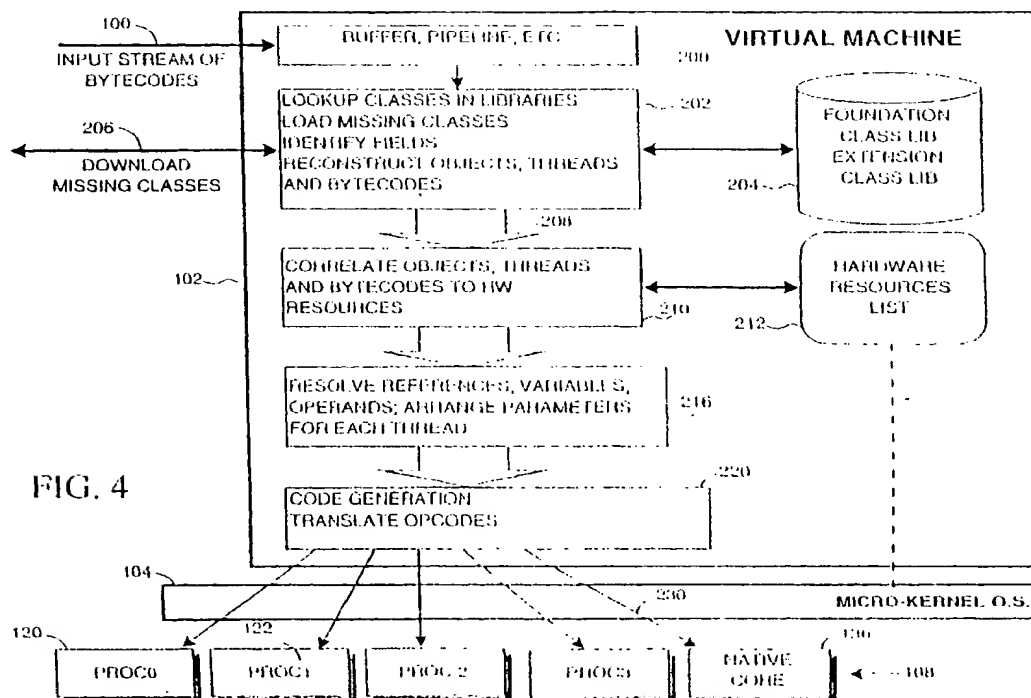 100
INPUT STREAM OF
BYTECODES
BUFFER, PIPELINE, ETC
200
VIRTUAL MACHINE
LOOKUP CLASSES IN LIBRARIES
LOAD MISSING CLASSES
IDENTIFY FIELDS
RECONSTRUCT OBJECTS, THREADS
AND BYTECODES
202
206
DOWNLOAD
MISSING CLASSES
FOUNDATION
CLASS LIB
EXTENSION
CLASS LIB
204
208
102
CORRELATE OBJECTS, THREADS
AND BYTECODES TO HW
RESOURCES
210
HARDWARE
RESOURCES
LIST
212
RESOLVE REFERENCES, VARIABLES,
OPERANDS; ARRANGE PARAMETERS
FOR EACH THREAD
216
FIG. 4
220
CODE GENERATION
TRANSLATE OPCODES
104
230
MICRO-KERNEL O.S.
120
122
130
PROC0
PROC1
PROC 2
PROC3
NATIVE
CORE
108